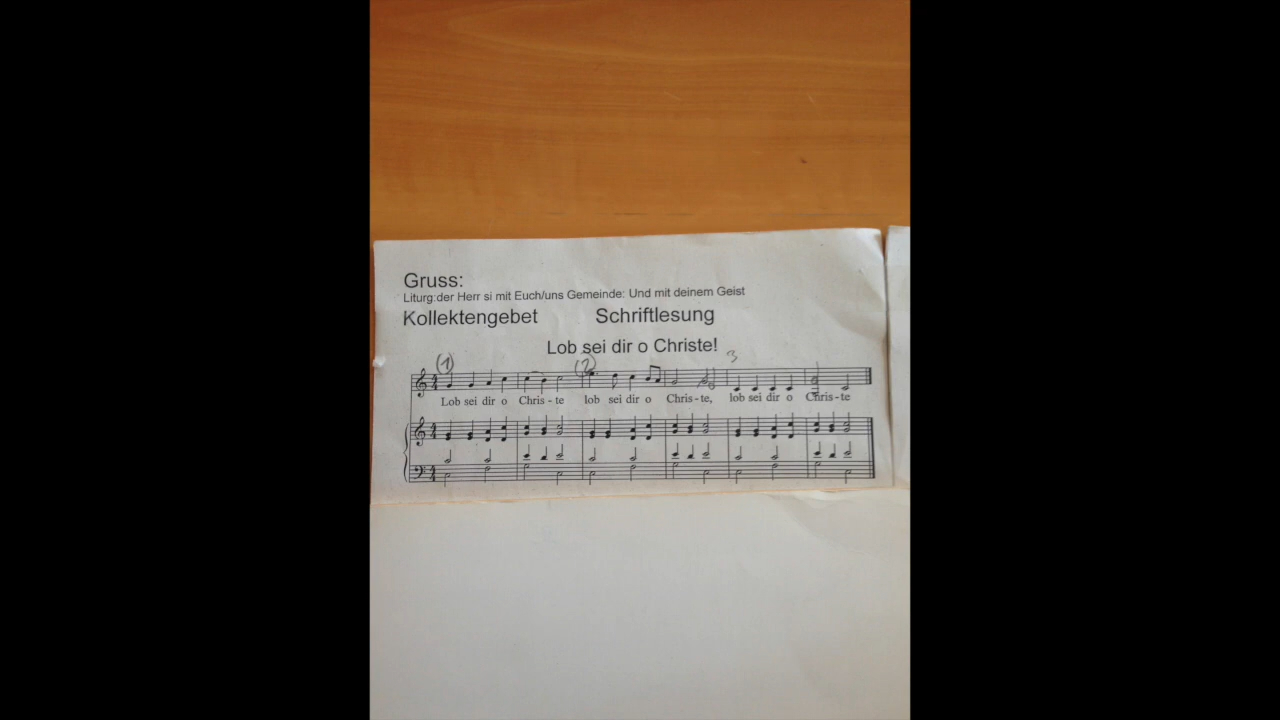 Gruss:
Liturg:der Herr si mit Euch/uns Gemeinde: Und mit deinem Geist
Kollektengebet Schriftlesung
Lob sei dir o Christe!
(1) (2) 3
Lob sei dir o Chris - te lob sei dir o Chris - te, lob sei dir o Chris - te